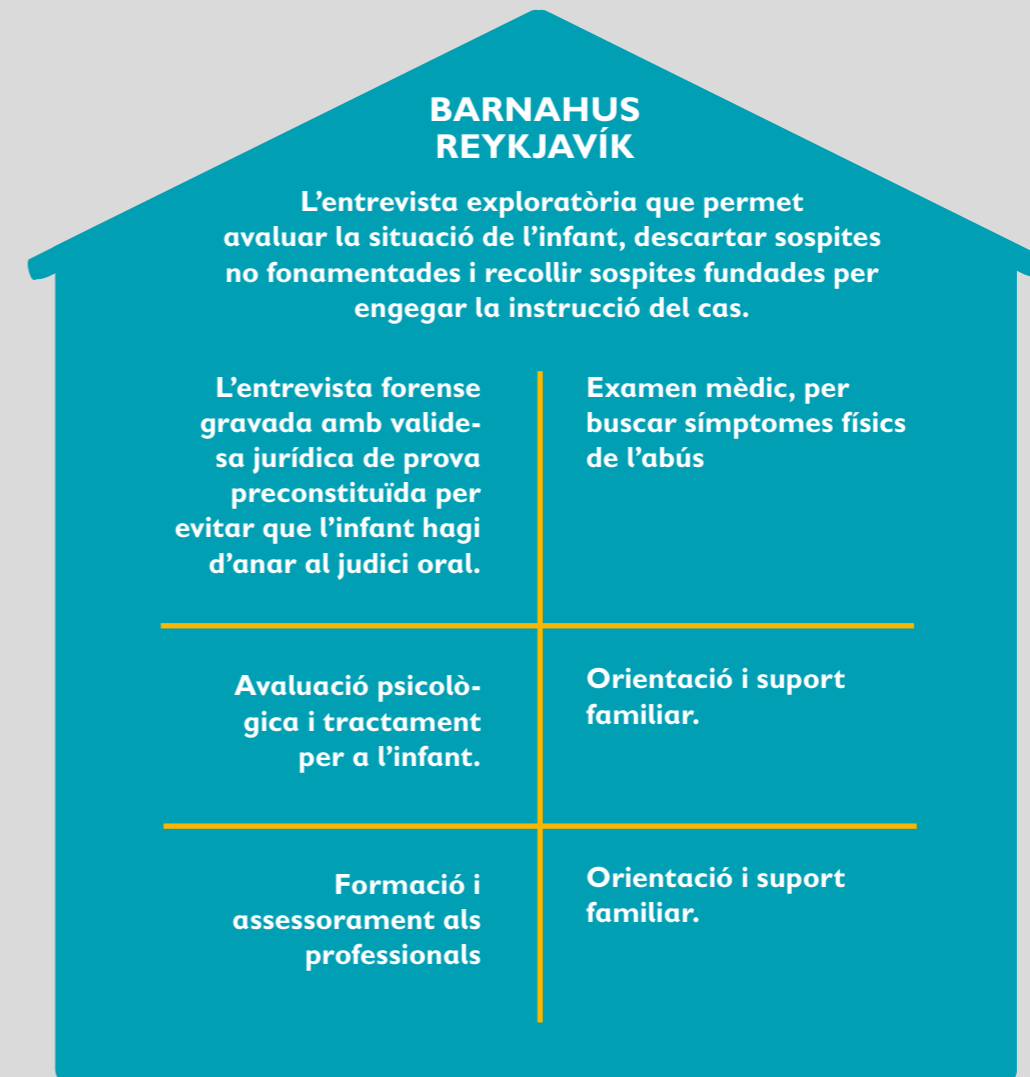 BARNAHUS
REYKJAVÍK
L’entrevista exploratòria que permet
avaluar la situació de l’infant, descartar sospites
no fonamentades i recollir sospites fundades per
engegar la instrucció del cas.
L’entrevista forense
gravada amb valide-
sa jurídica de prova
preconstituïda per
evitar que l’infant hagi
d’anar al judici oral.
Examen mèdic, per
buscar símptomes físics
de l’abús
Avaluació psicolò-
gica i tractament
per a l’infant.
Orientació i suport
familiar.
Formació i
assessorament als
professionals
Orientació i suport
familiar.